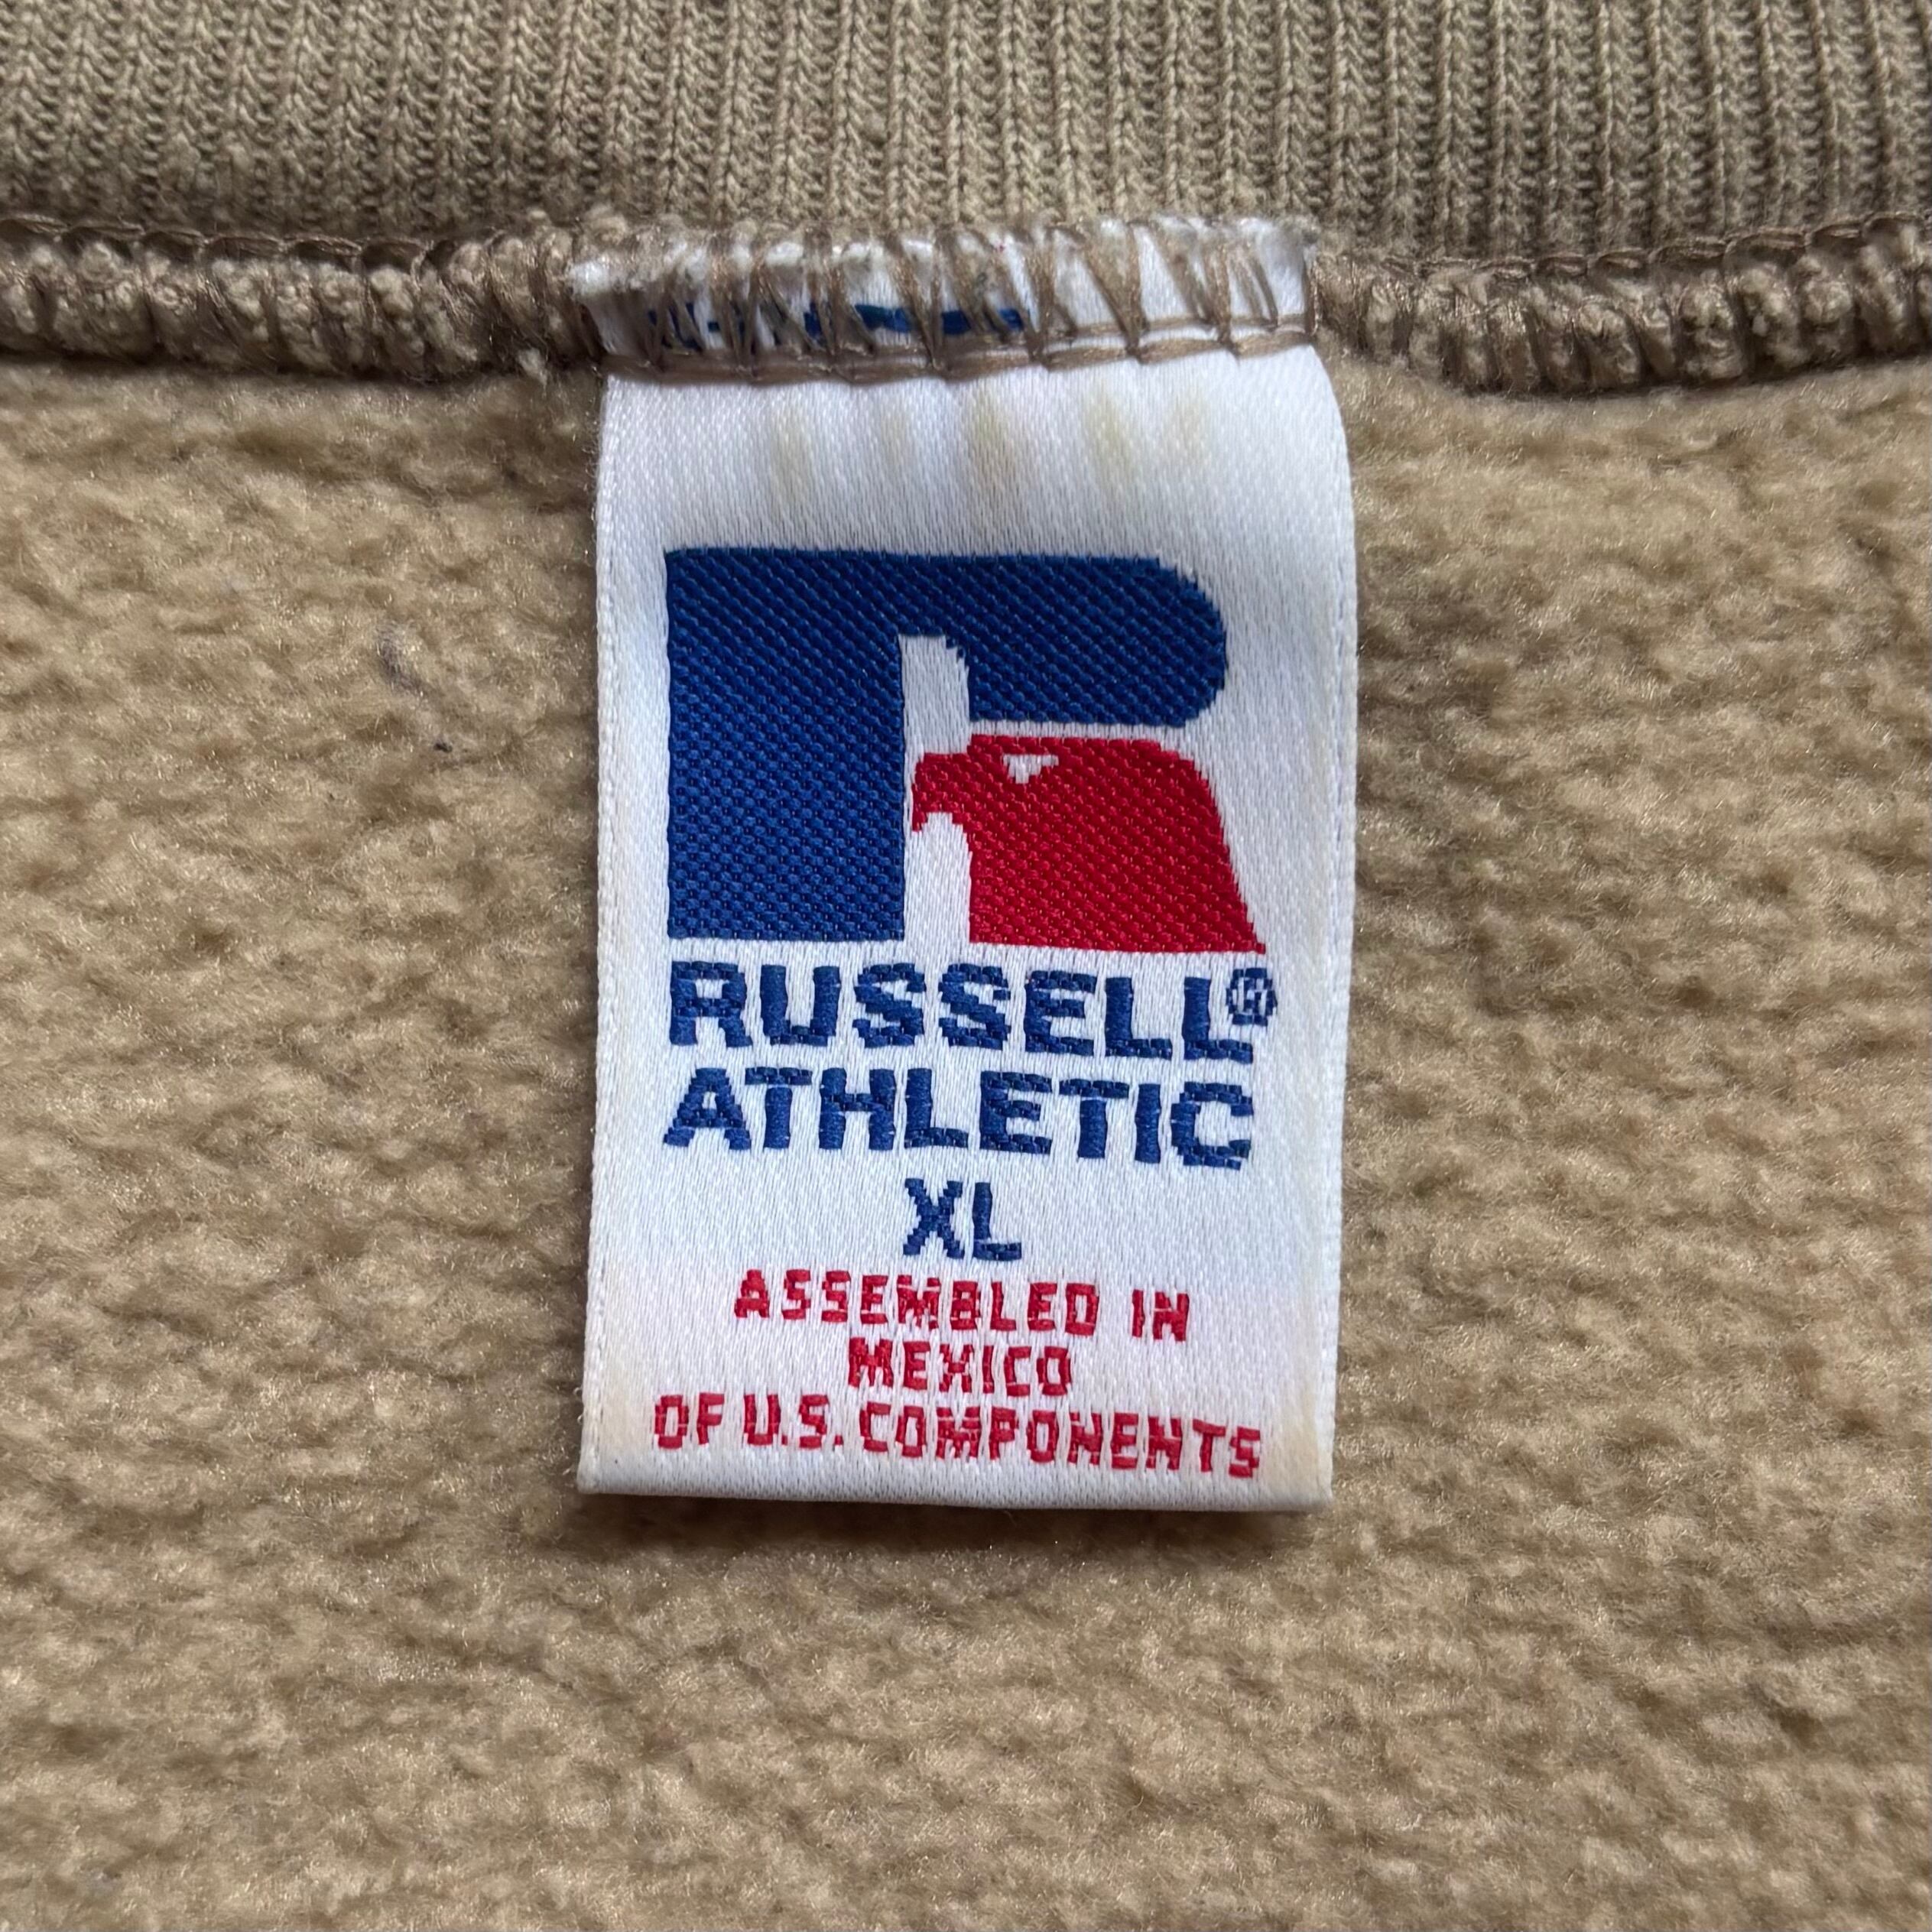 RUSSELL®
ATHLETIC
XL
ASSEMBLED IN
MEXICO
OF U.S. COMPONENTS